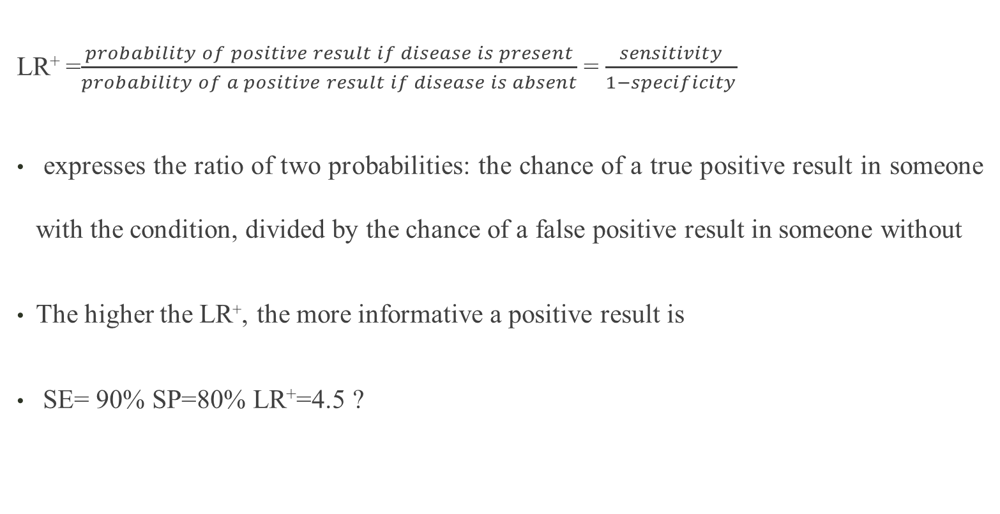 LR⁺ = probability of positive result if disease is present / probability of a positive result if disease is absent = sensitivity / 1−specificity
• expresses the ratio of two probabilities: the chance of a true positive result in someone
with the condition, divided by the chance of a false positive result in someone without
• The higher the LR⁺, the more informative a positive result is
• SE= 90% SP=80% LR⁺=4.5 ?